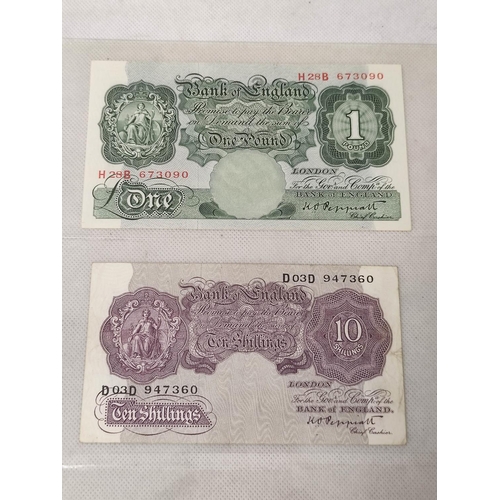 H28B 673090
Bank of England
Promise to pay the Bearer
on Demand the sum of
One Pound
1
POUND
LONDON
H28B 673090
For the Govr. and Compa. of the
BANK of ENGLAND
£One
K O Peppiatt
Chief Cashier
D03D 947360
Bank of England
Promise to pay the Bearer
on Demand the sum of
Ten Shillings
10
SHILLINGS
D03D 947360
LONDON
For the Govr. and Compa. of the
BANK of ENGLAND.
Ten Shillings
K O Peppiatt
Chief Cashier